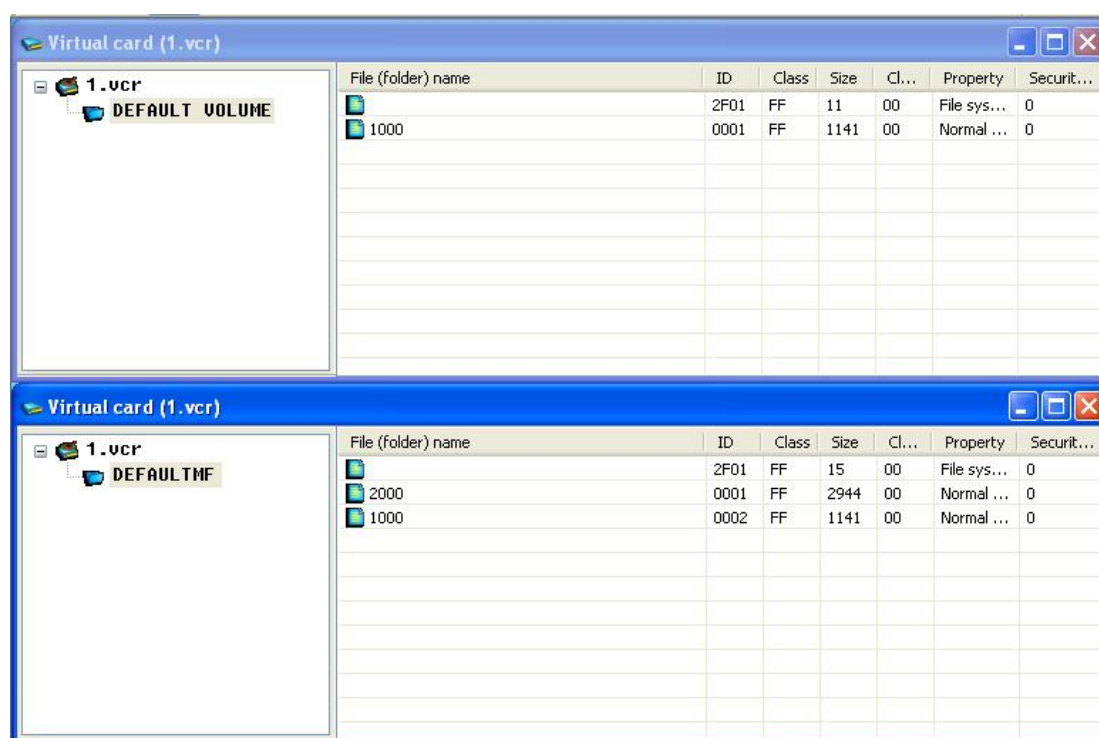 Virtual card (1.vcr)
1.vcr
DEFAULT VOLUME
File (folder) name ID Class Size Cl... Property Securit...
2F01 FF 11 00 File sys... 0
1000 0001 FF 1141 00 Normal ... 0
Virtual card (1.vcr)
1.vcr
DEFAULTMF
File (folder) name ID Class Size Cl... Property Securit...
2F01 FF 15 00 File sys... 0
2000 0001 FF 2944 00 Normal ... 0
1000 0002 FF 1141 00 Normal ... 0